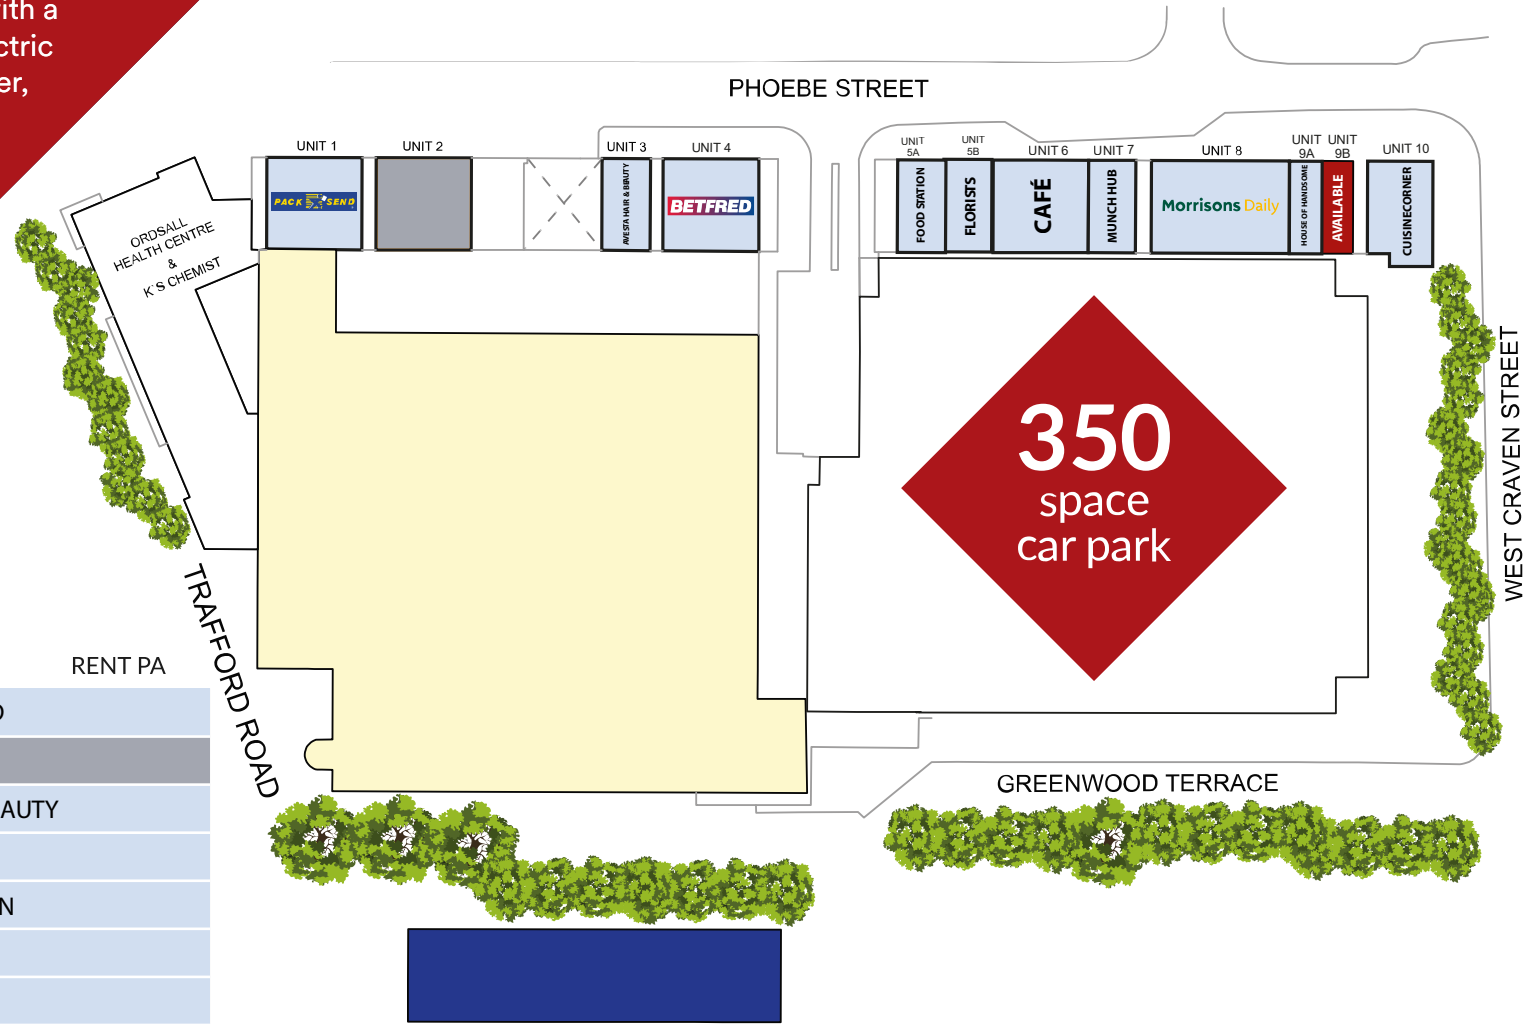 with a
ctric
er,
PHOEBE STREET
UNIT 1
UNIT 2
UNIT 3
UNIT 4
UNIT
5A
UNIT
5B
UNIT 6
UNIT 7
UNIT 8
UNIT
9A
UNIT
9B
UNIT 10
PACK SEND
AVESTA HAIR & BEAUTY
BETFRED
FOOD STATION
FLORISTS
CAFÉ
MUNCH HUB
Morrisons Daily
HOUSE OF HANDSOME
AVAILABLE
CUISINECORNER
ORDSALL
HEALTH CENTRE
&
K`S CHEMIST
350
space
car park
WEST CRAVEN STREET
TRAFFORD ROAD
GREENWOOD TERRACE
RENT PA
D
AUTY
N